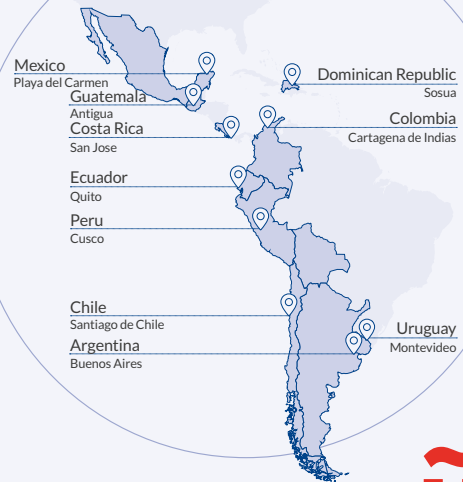 Mexico
Playa del Carmen
Guatemala
Antigua
Costa Rica
San Jose
Ecuador
Quito
Peru
Cusco
Chile
Santiago de Chile
Argentina
Buenos Aires
Dominican Republic
Sosua
Colombia
Cartagena de Indias
Uruguay
Montevideo